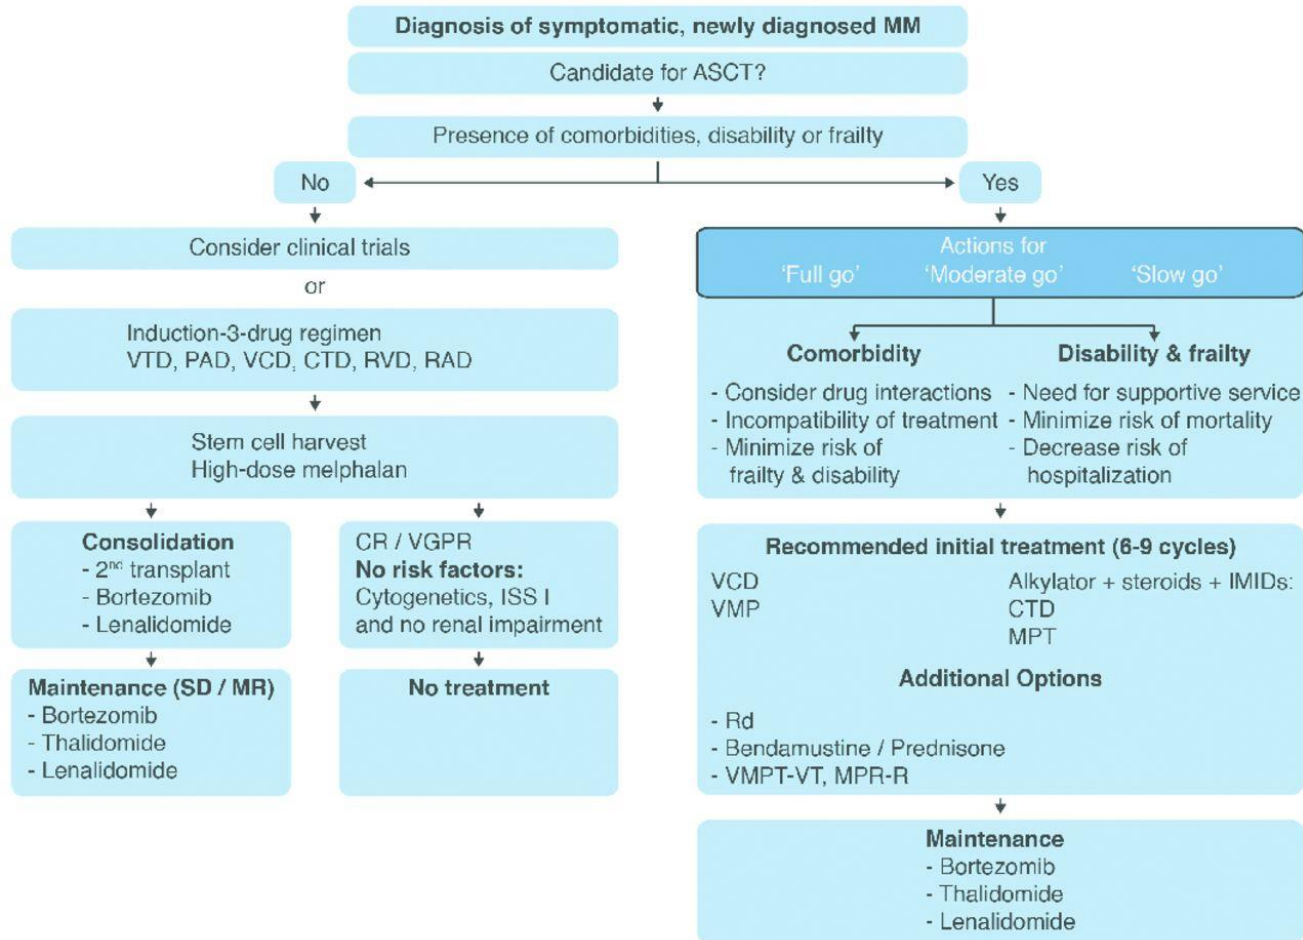 Diagnosis of symptomatic, newly diagnosed MM
Candidate for ASCT?
Presence of comorbidities, disability or frailty
No
Yes
Consider clinical trials
or
Induction-3-drug regimen
VTD, PAD, VCD, CTD, RVD, RAD
Stem cell harvest
High-dose melphalan
Consolidation
- 2nd transplant
- Bortezomib
- Lenalidomide
CR / VGPR
No risk factors:
Cytogenetics, ISS I
and no renal impairment
Maintenance (SD / MR)
- Bortezomib
- Thalidomide
- Lenalidomide
No treatment
Actions for
'Full go' 'Moderate go' 'Slow go'
Comorbidity
- Consider drug interactions
- Incompatibility of treatment
- Minimize risk of
frailty & disability
Disability & frailty
- Need for supportive service
- Minimize risk of mortality
- Decrease risk of
hospitalization
Recommended initial treatment (6-9 cycles)
VCD
VMP
Alkylator + steroids + IMIDs:
CTD
MPT
Additional Options
- Rd
- Bendamustine / Prednisone
- VMPT-VT, MPR-R
Maintenance
- Bortezomib
- Thalidomide
- Lenalidomide